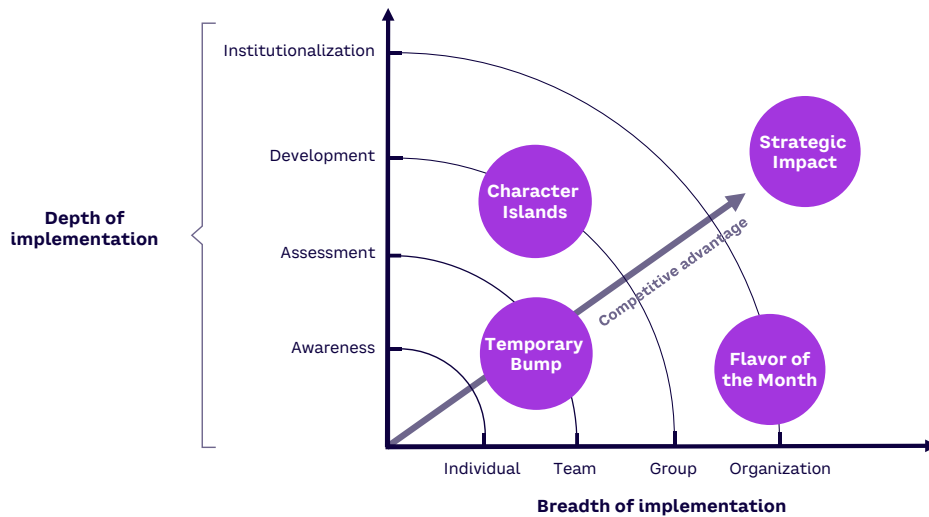 Institutionalization
Development
Assessment
Awareness
Depth of
implementation
Character
Islands
Strategic
Impact
Temporary
Bump
Competitive advantage
Flavor of
the Month
Individual
Team
Group
Organization
Breadth of implementation